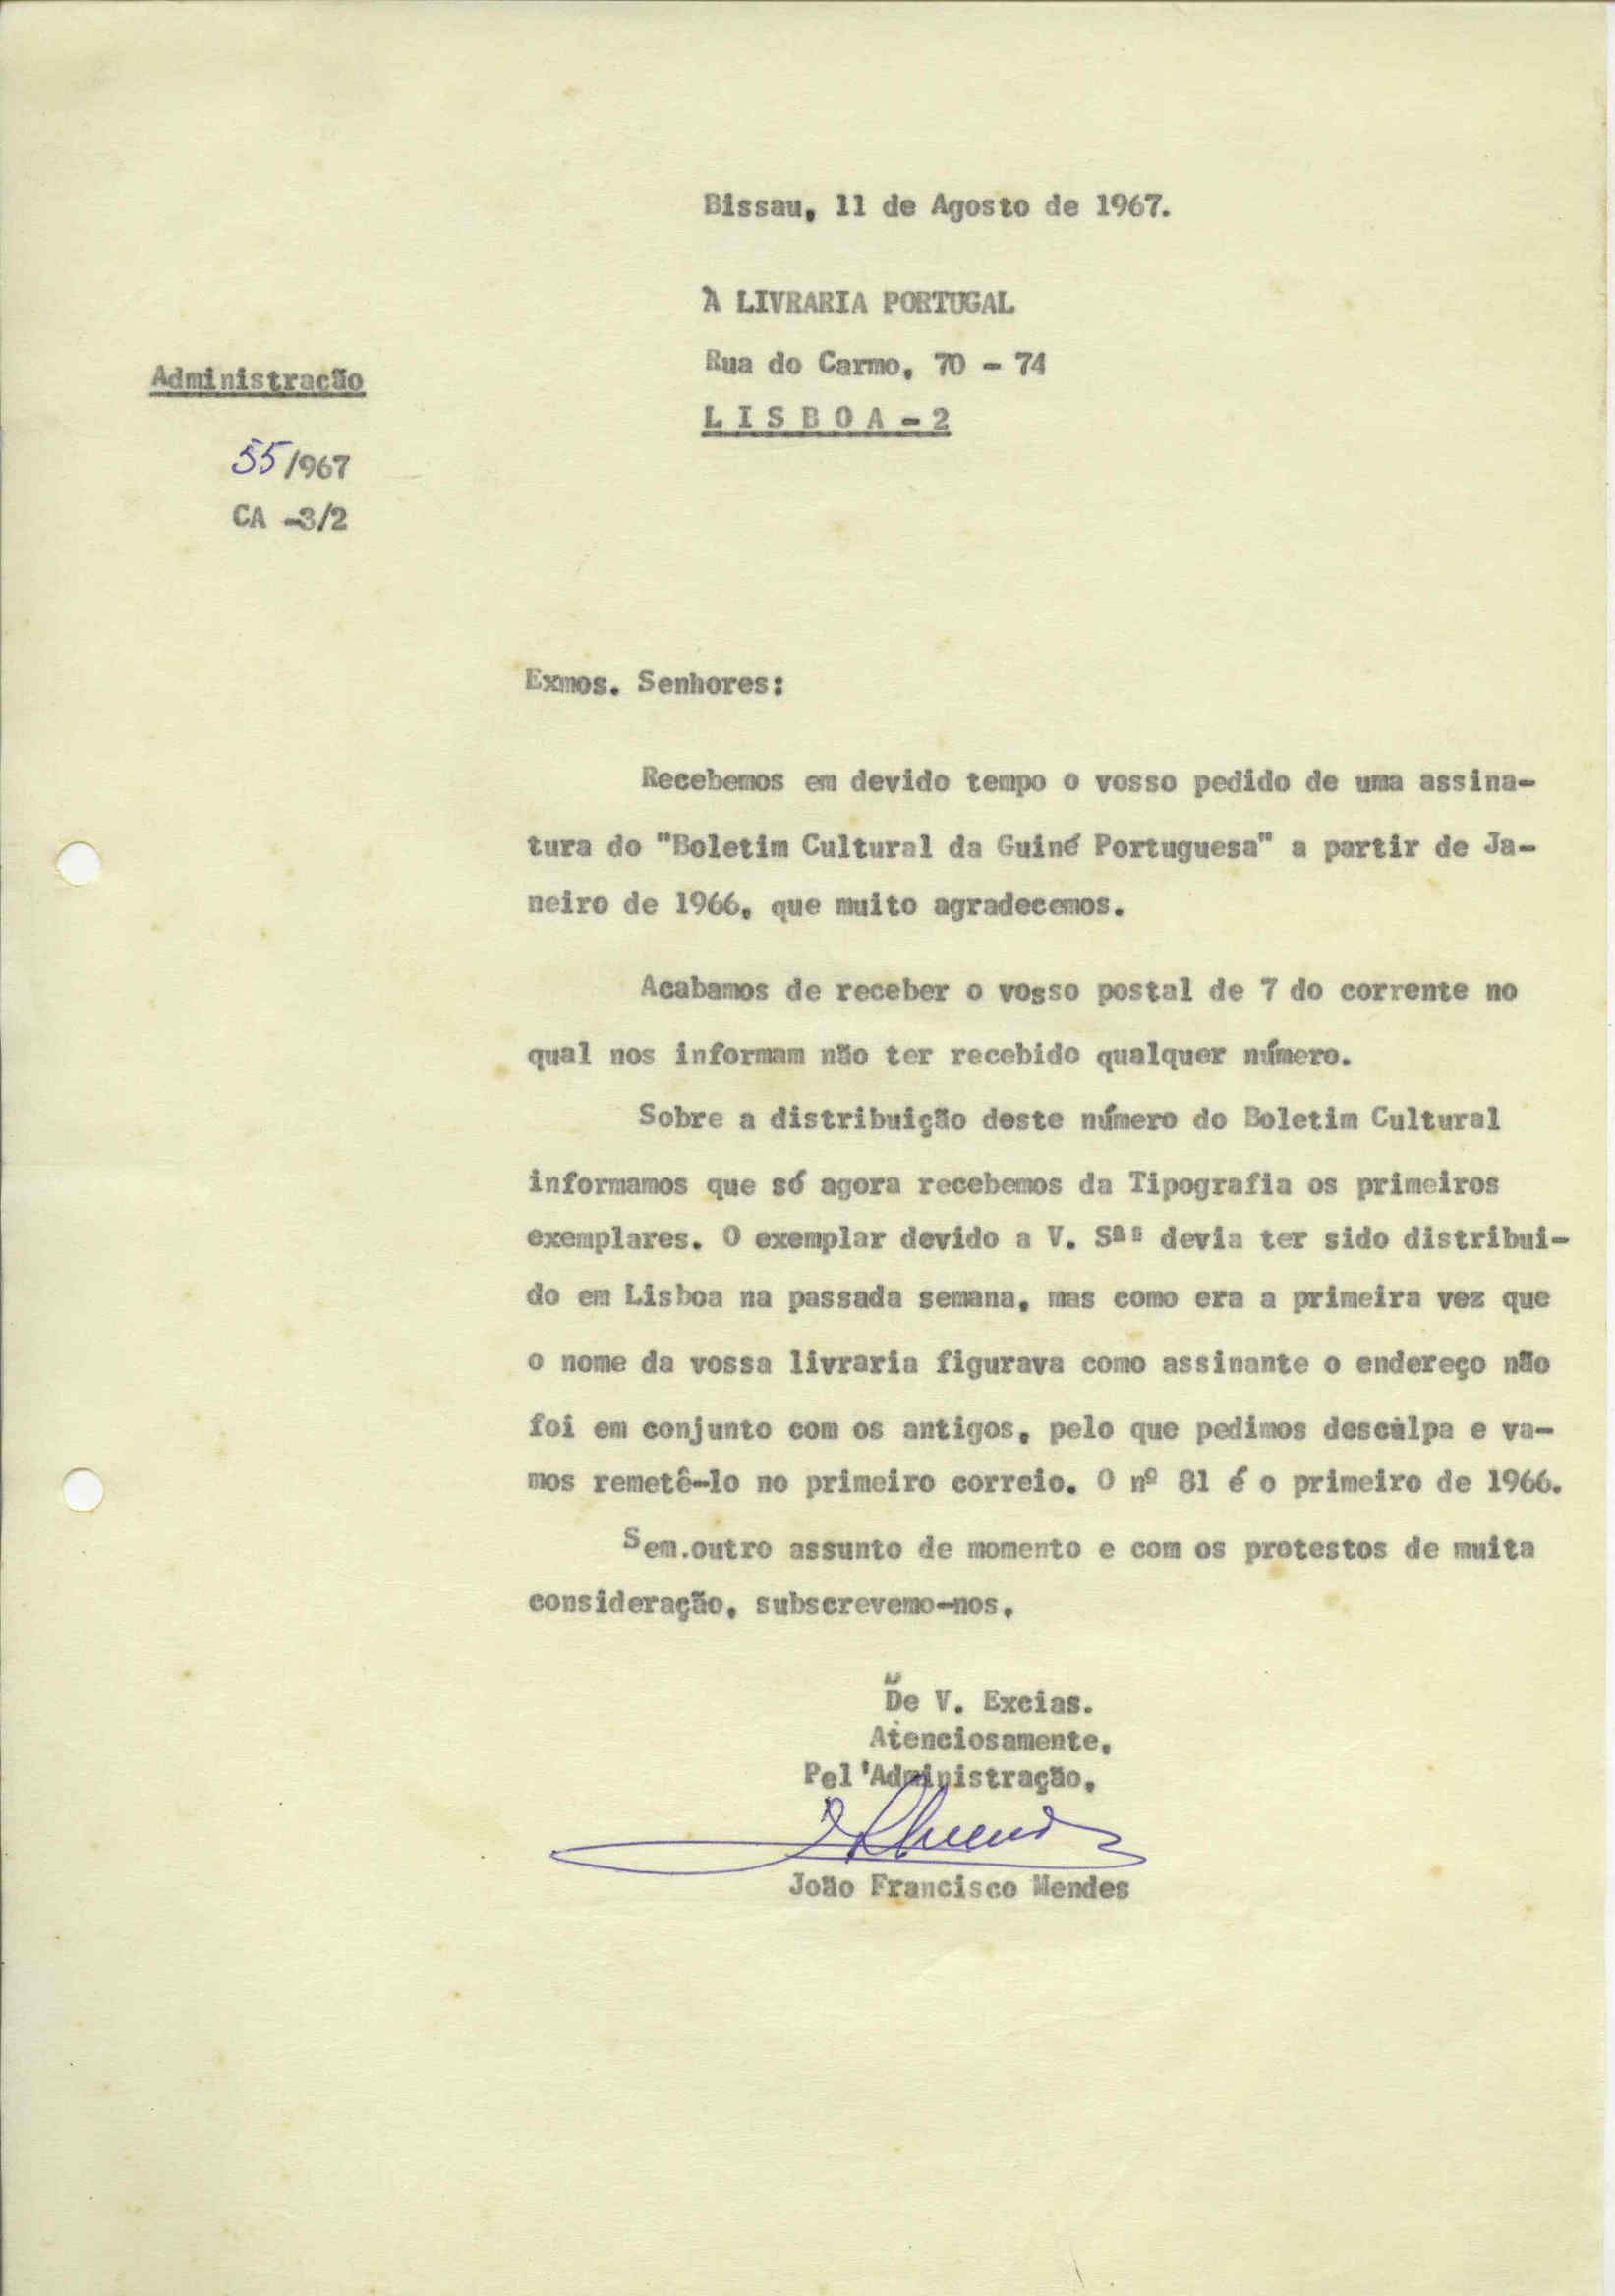 Bissau, 11 de Agosto de 1967.
À LIVRARIA PORTUGAL
Rua do Carmo, 70 - 74
L I S B O A - 2
Administração
55/967
CA -3/2
Exmos. Senhores:
Recebemos em devido tempo o vosso pedido de uma assina-
tura do "Boletim Cultural da Guiné Portuguesa" a partir de Ja-
neiro de 1966, que muito agradecemos.
Acabamos de receber o vosso postal de 7 do corrente no
qual nos informam não ter recebido qualquer número.
Sobre a distribuição deste número do Boletim Cultural
informamos que só agora recebemos da Tipografia os primeiros
exemplares. O exemplar devido a V. Sªs devia ter sido distribui-
do em Lisboa na passada semana, mas como era a primeira vez que
o nome da vossa livraria figurava como assinante o endereço não
foi em conjunto com os antigos, pelo que pedimos desculpa e va-
mos remetê-lo no primeiro correio. O nº 81 é o primeiro de 1966.
Sem.outro assunto de momento e com os protestos de muita
consideração, subscrevemo-nos,
De V. Excias.
Atenciosamente,
Pel'Administração,
João Francisco Mendes